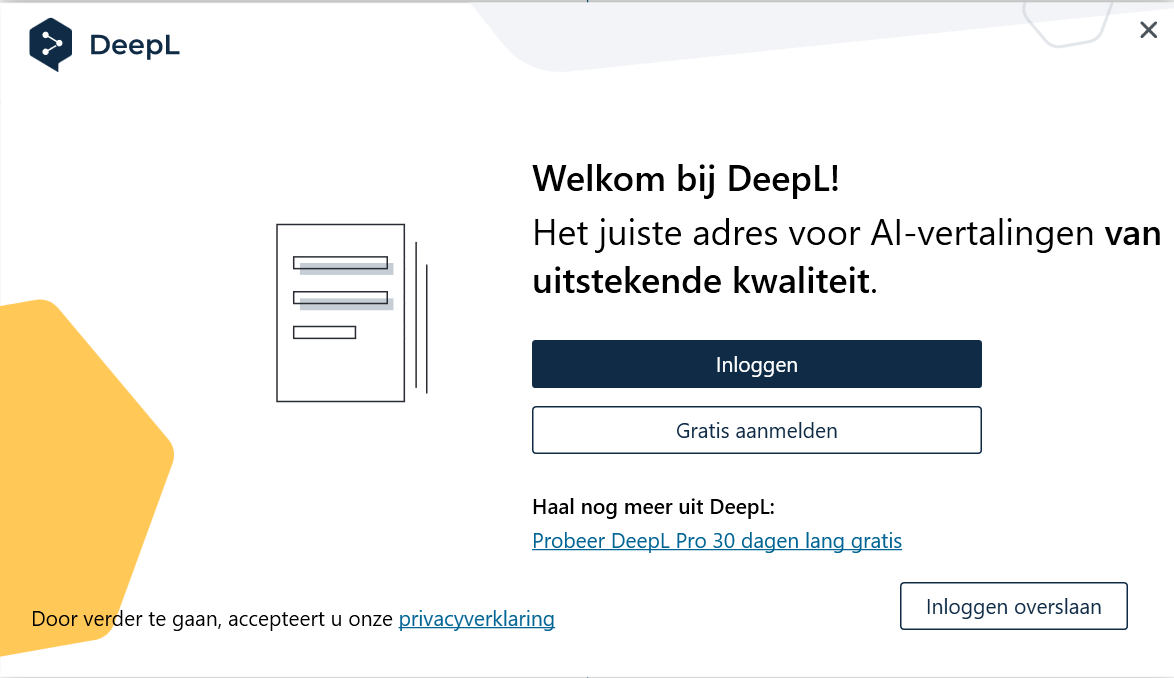 DeepL
Welkom bij DeepL!
Het juiste adres voor AI-vertalingen van
uitstekende kwaliteit.
Inloggen
Gratis aanmelden
Haal nog meer uit DeepL:
Probeer DeepL Pro 30 dagen lang gratis
Inloggen overslaan
Door verder te gaan, accepteert u onze privacyverklaring